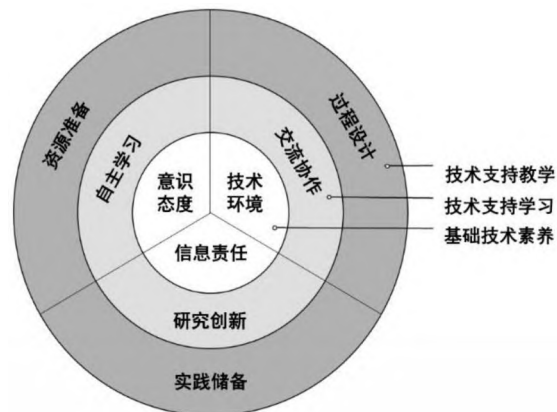 资源准备
过程设计
自主学习
交流协作
意识
态度
技术
环境
信息责任
研究创新
实践储备
技术支持教学
技术支持学习
基础技术素养